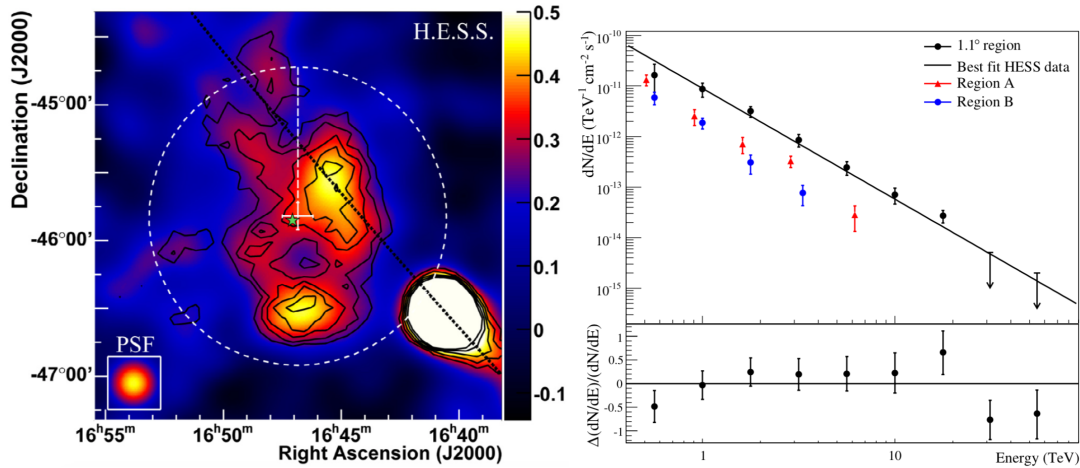 H.E.S.S.
PSF
Declination (J2000)
-45°00'
-46°00'
-47°00'
16ʰ55ᵐ
16ʰ50ᵐ
16ʰ45ᵐ
16ʰ40ᵐ
Right Ascension (J2000)
0.5
0.4
0.3
0.2
0.1
0
-0.1
dN/dE (TeV⁻¹ cm⁻² s⁻¹)
10⁻¹⁰
10⁻¹¹
10⁻¹²
10⁻¹³
10⁻¹⁴
10⁻¹⁵
1.1° region
Best fit HESS data
Region A
Region B
Δ(dN/dE)/(dN/dE)
1
0.5
0
-0.5
-1
1
10
Energy (TeV)